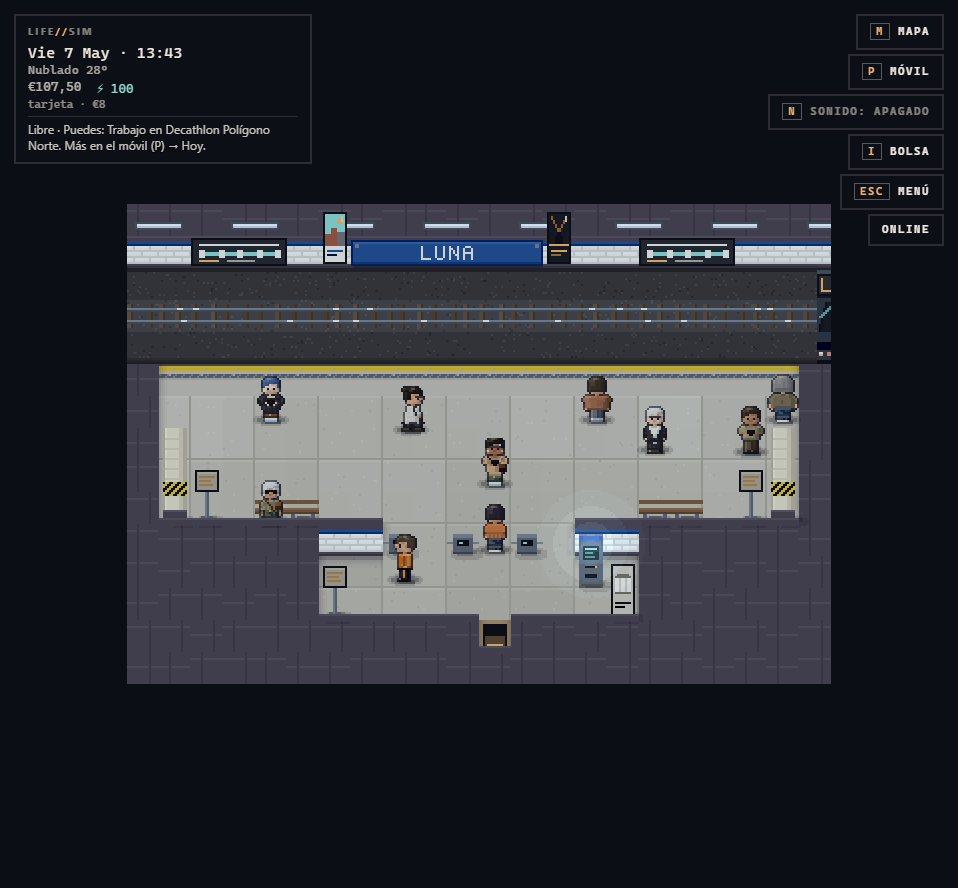 LIFE//SIM
Vie 7 May · 13:43
Nublado 28º
€107,50 ⚡ 100
tarjeta · €8
Libre · Puedes: Trabajo en Decathlon Polígono
Norte. Más en el móvil (P) → Hoy.
M MAPA
P MÓVIL
N SONIDO: APAGADO
I BOLSA
ESC MENÚ
ONLINE
LUNA